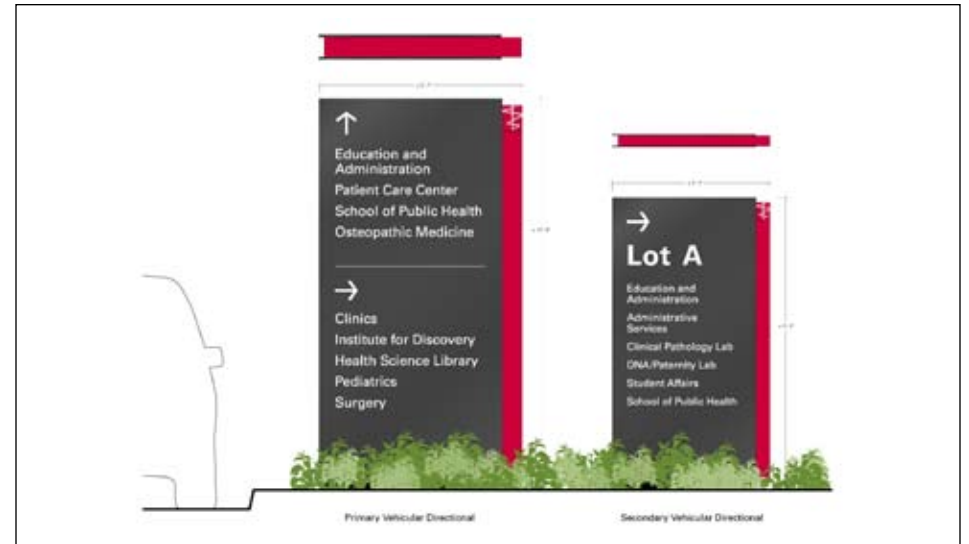 ↑
Education and
Administration
Patient Care Center
School of Public Health
Osteopathic Medicine
→
Clinics
Institute for Discovery
Health Science Library
Pediatrics
Surgery
Primary Vehicular Directional
→
Lot A
Education and
Administration
Administrative
Services
Clinical Pathology Lab
DNA/Paternity Lab
Student Affairs
School of Public Health
Secondary Vehicular Directional